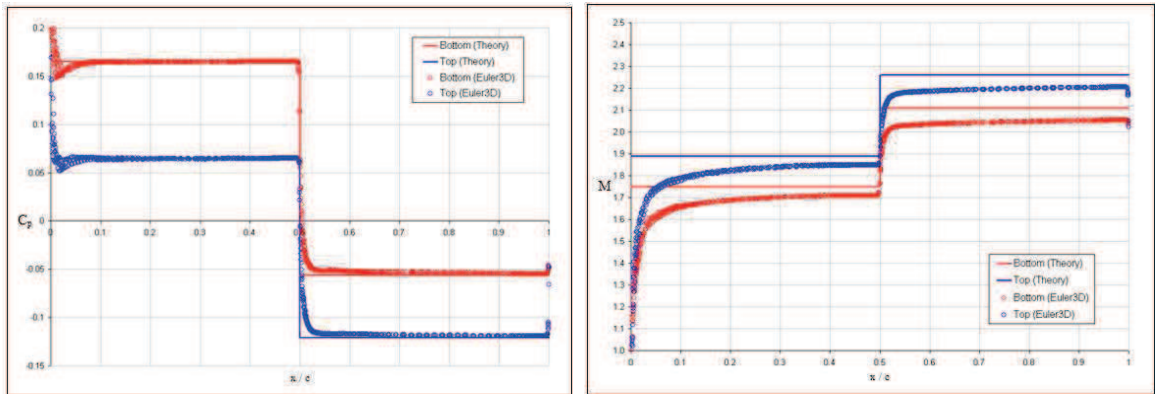 0.2
0.15
0.1
0.05
0
-0.05
-0.1
-0.15
Cp
0 0.1 0.2 0.3 0.4 0.5 0.6 0.7 0.8 0.9 1
x / c
Bottom (Theory)
Top (Theory)
Bottom (Euler3D)
Top (Euler3D)
2.5
2.4
2.3
2.2
2.1
2.0
1.9
1.8
1.7
1.6
1.5
1.4
1.3
1.2
1.1
1.0
M
0 0.1 0.2 0.3 0.4 0.5 0.6 0.7 0.8 0.9 1
x / c
Bottom (Theory)
Top (Theory)
Bottom (Euler3D)
Top (Euler3D)